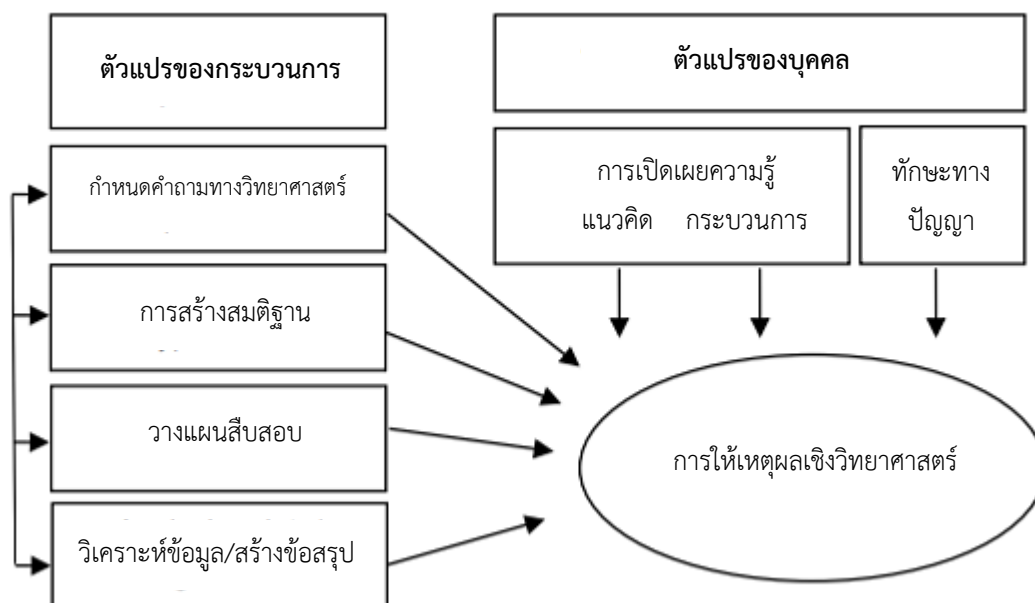 ตัวแปรของกระบวนการ
ตัวแปรของบุคคล
กำหนดคำถามทางวิทยาศาสตร์
การสร้างสมติฐาน
วางแผนสืบสอบ
วิเคราะห์ข้อมูล/สร้างข้อสรุป
การเปิดเผยความรู้
แนวคิด กระบวนการ
ทักษะทาง
ปัญญา
การให้เหตุผลเชิงวิทยาศาสตร์